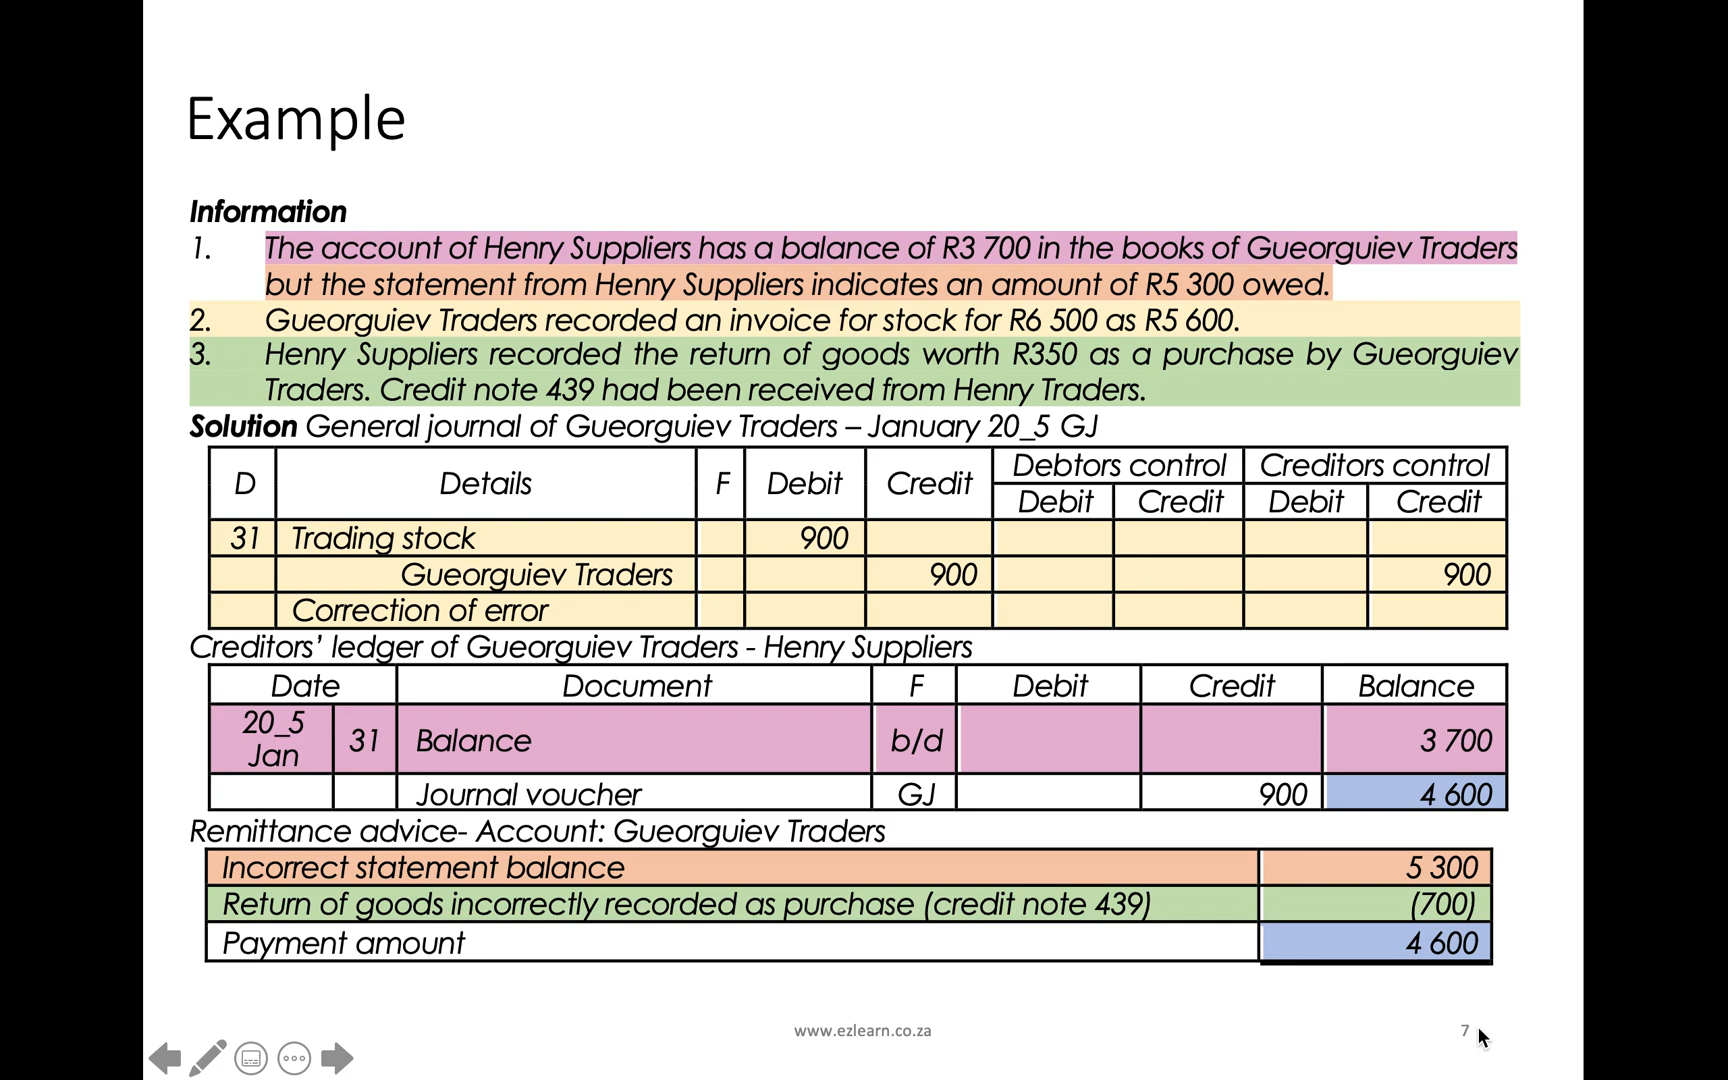 Example
Information
1. The account of Henry Suppliers has a balance of R3 700 in the books of Gueorguiev Traders
but the statement from Henry Suppliers indicates an amount of R5 300 owed.
2. Gueorguiev Traders recorded an invoice for stock for R6 500 as R5 600.
3. Henry Suppliers recorded the return of goods worth R350 as a purchase by Gueorguiev
Traders. Credit note 439 had been received from Henry Traders.
Solution General journal of Gueorguiev Traders – January 20_5 GJ
D Details F Debit Credit Debtors control Creditors control
Debit Credit Debit Credit
31 Trading stock 900
Gueorguiev Traders 900 900
Correction of error
Creditors’ ledger of Gueorguiev Traders - Henry Suppliers
Date Document F Debit Credit Balance
20_5
Jan 31 Balance b/d 3 700
Journal voucher GJ 900 4 600
Remittance advice- Account: Gueorguiev Traders
Incorrect statement balance 5 300
Return of goods incorrectly recorded as purchase (credit note 439) (700)
Payment amount 4 600
www.ezlearn.co.za 7